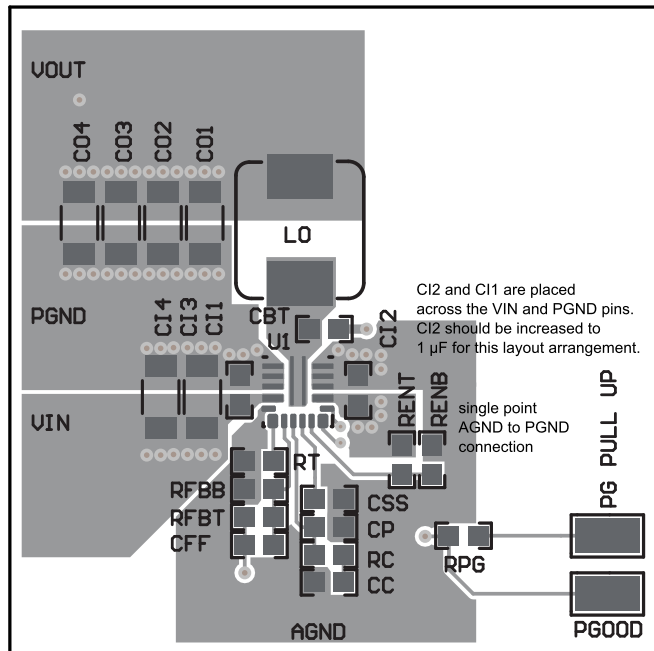 VOUT
CO4
CO3
CO2
CO1
LO
PGND
CI4
CI3
CI1
CBT
U1
CI2
CI2 and CI1 are placed
across the VIN and PGND pins.
CI2 should be increased to
1 µF for this layout arrangement.
VIN
RENT
RENB
single point
AGND to PGND
connection
PG PULL UP
RT
RFBB
RFBT
CFF
CSS
CP
RC
CC
RPG
AGND
PGOOD